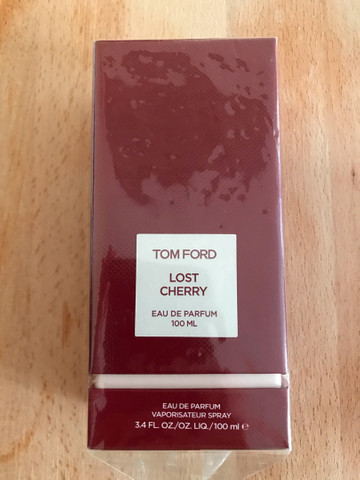 TOM FORD
LOST
CHERRY
EAU DE PARFUM
100 ML
EAU DE PARFUM
VAPORISATEUR SPRAY
3.4 FL. OZ./OZ. LIQ./100 ml ℮